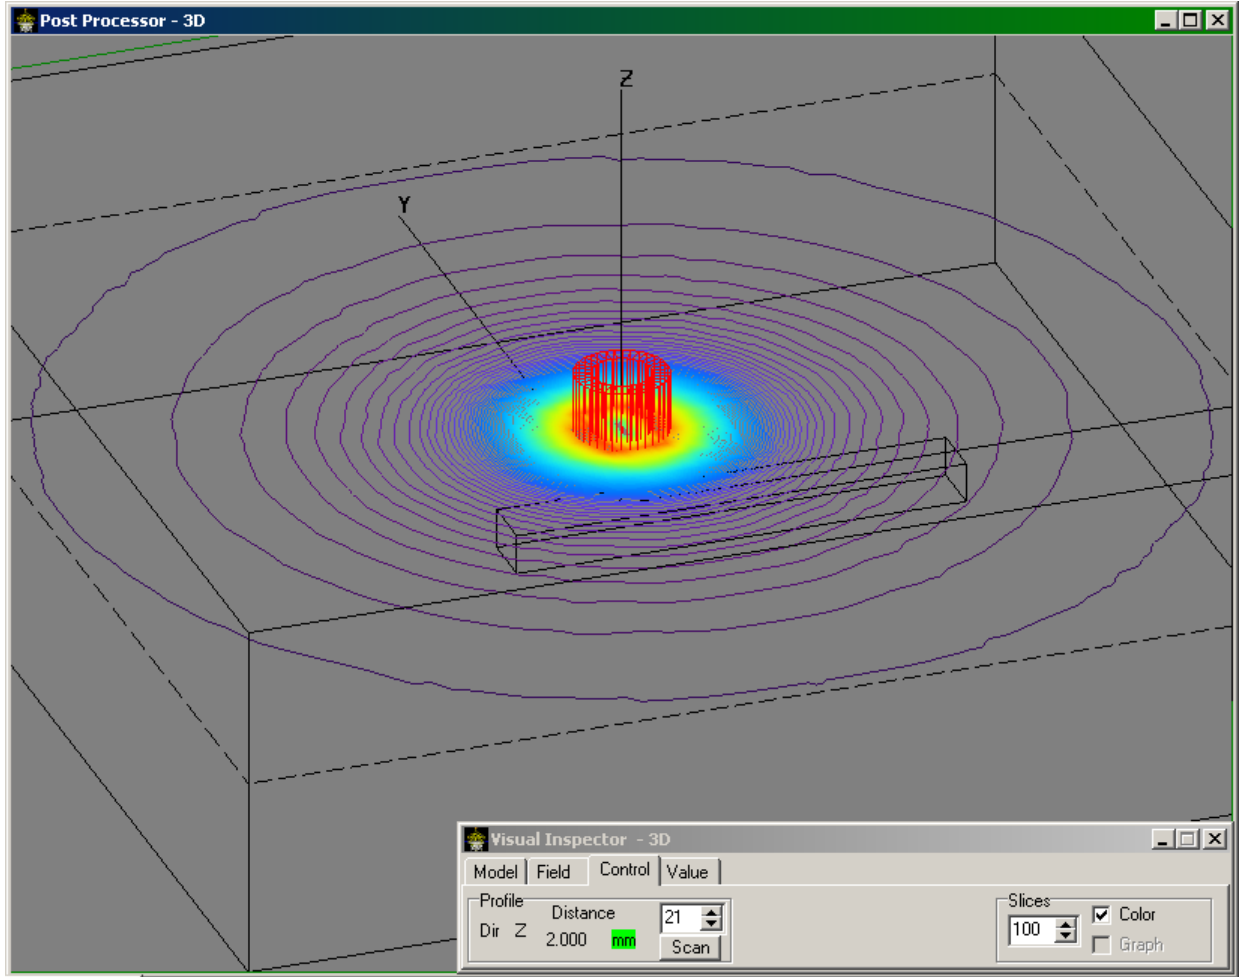 Post Processor - 3D
Z
Y
Visual Inspector - 3D
Model Field Control Value
Profile
Dir Z
Distance
2.000 mm
21
Scan
Slices
100
Color
Graph